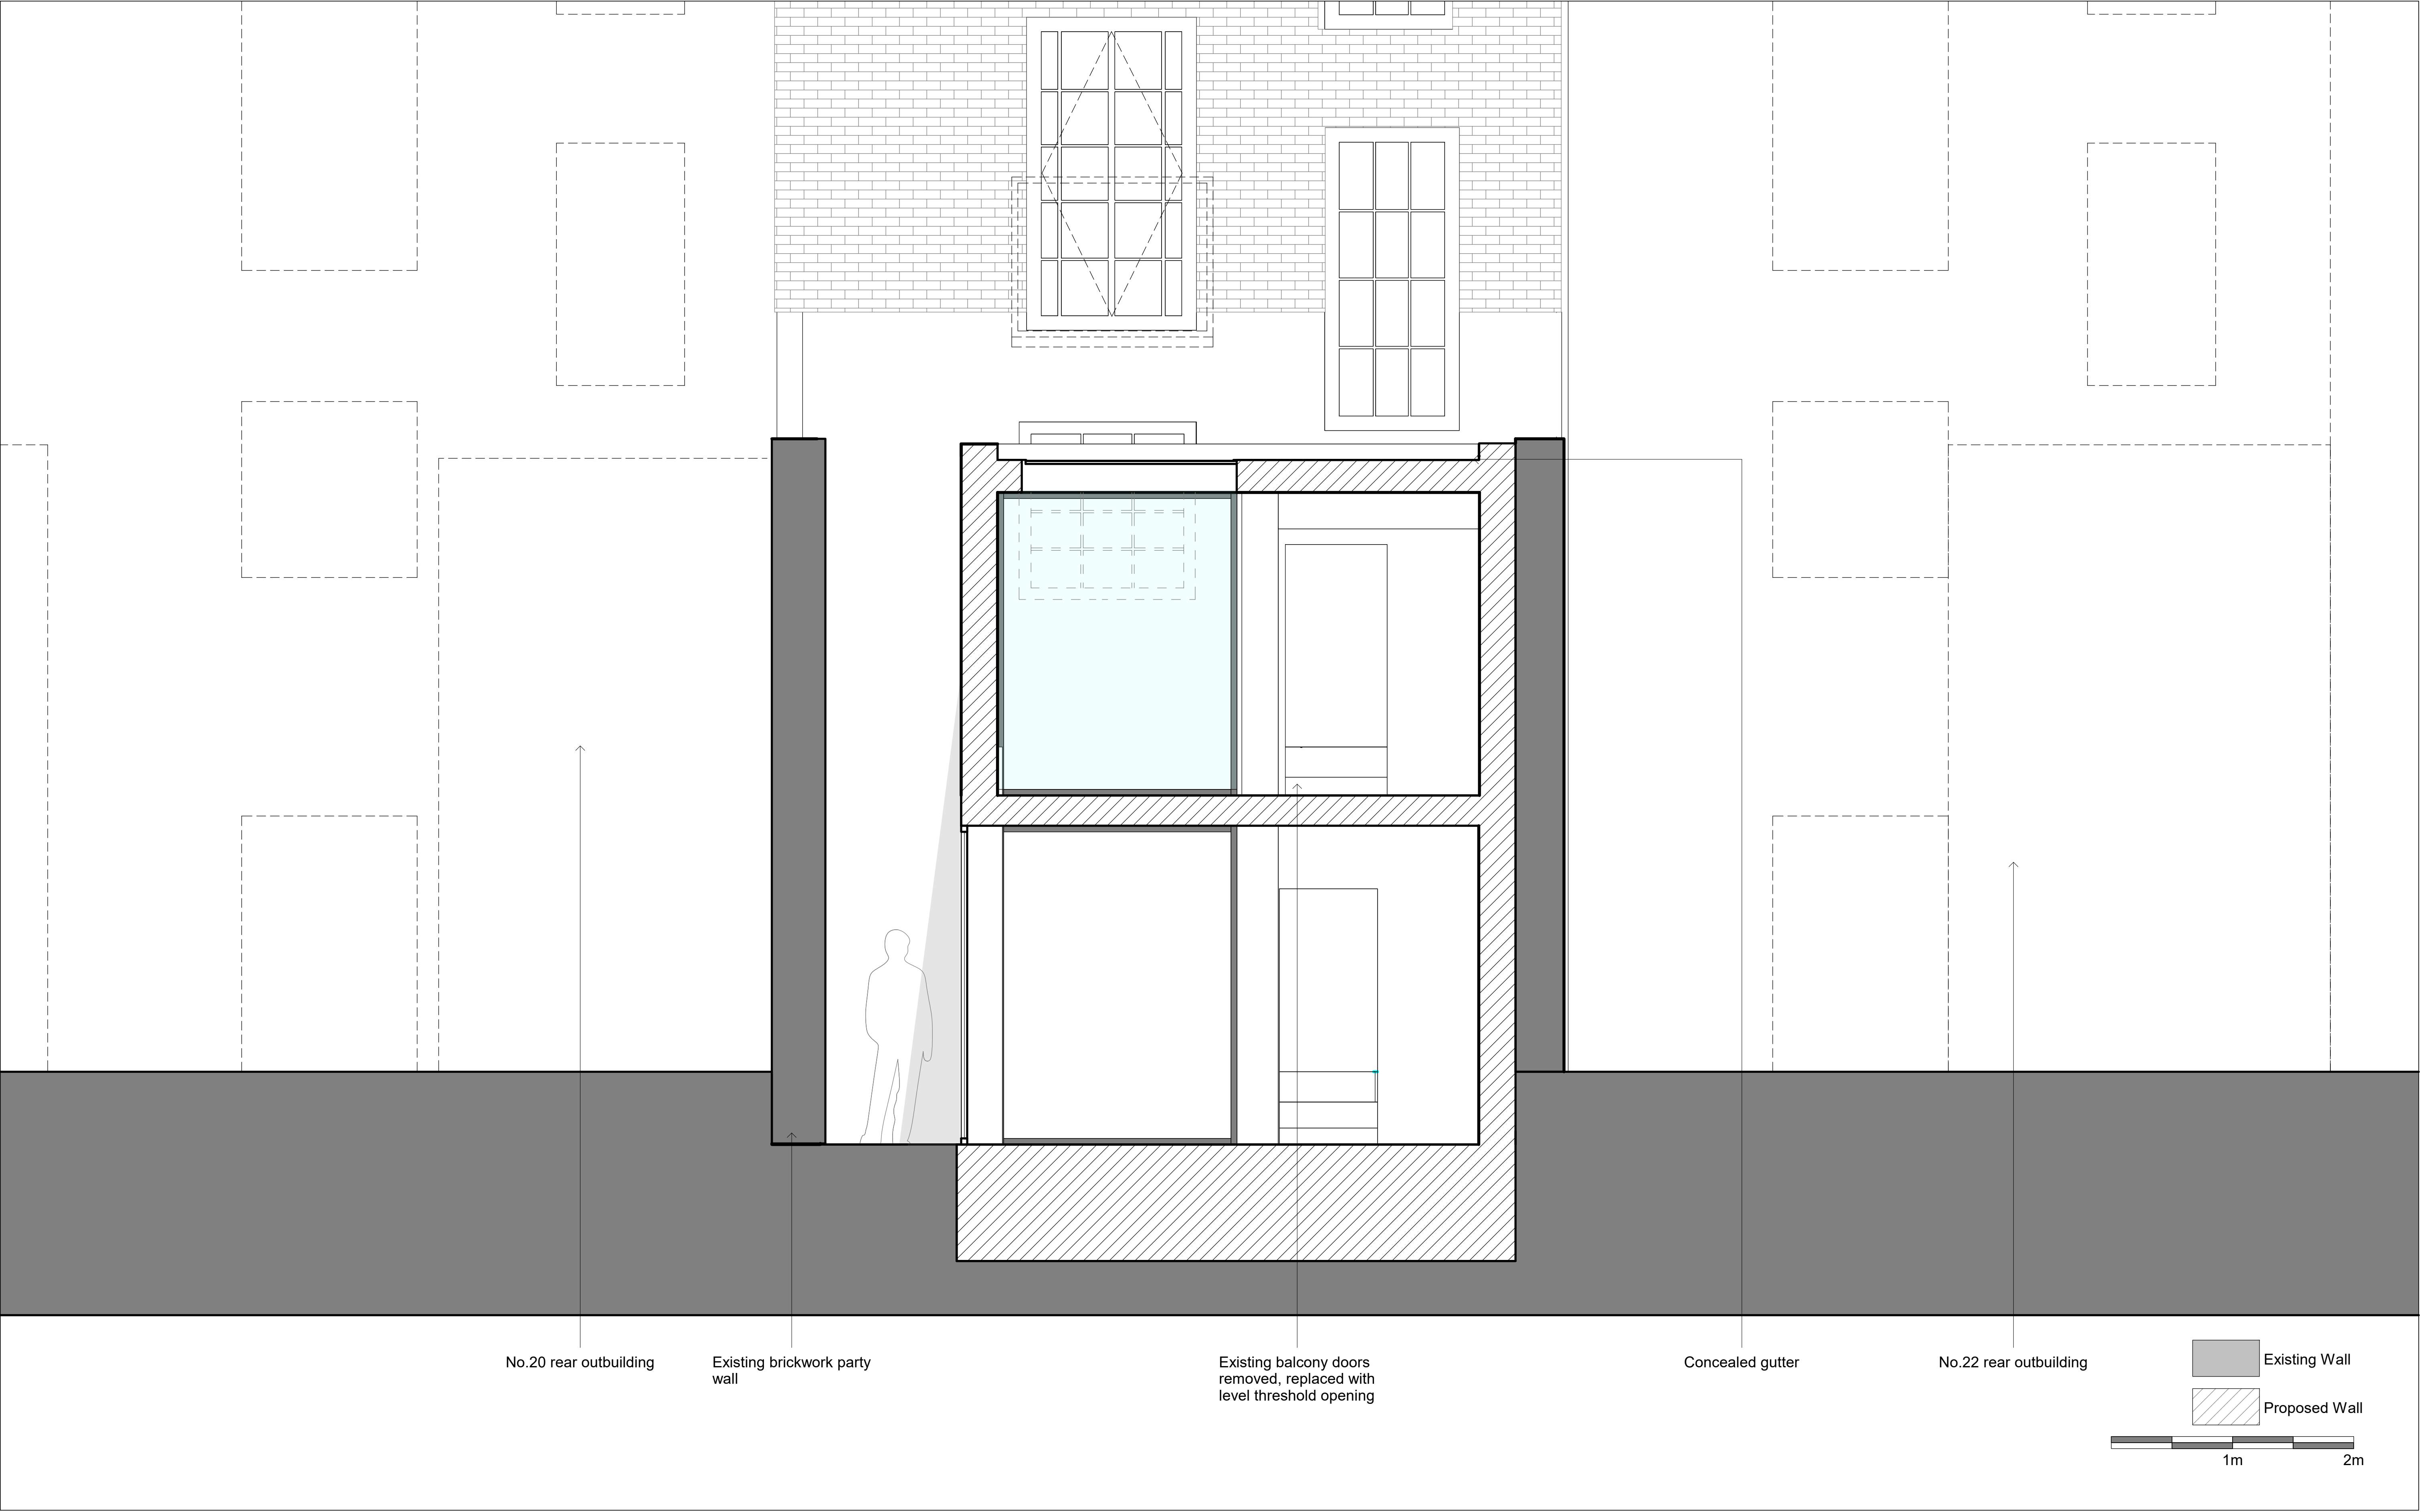 No.20 rear outbuilding
Existing brickwork party
wall
Existing balcony doors
removed, replaced with
level threshold opening
Concealed gutter
No.22 rear outbuilding
Existing Wall
Proposed Wall
1m
2m